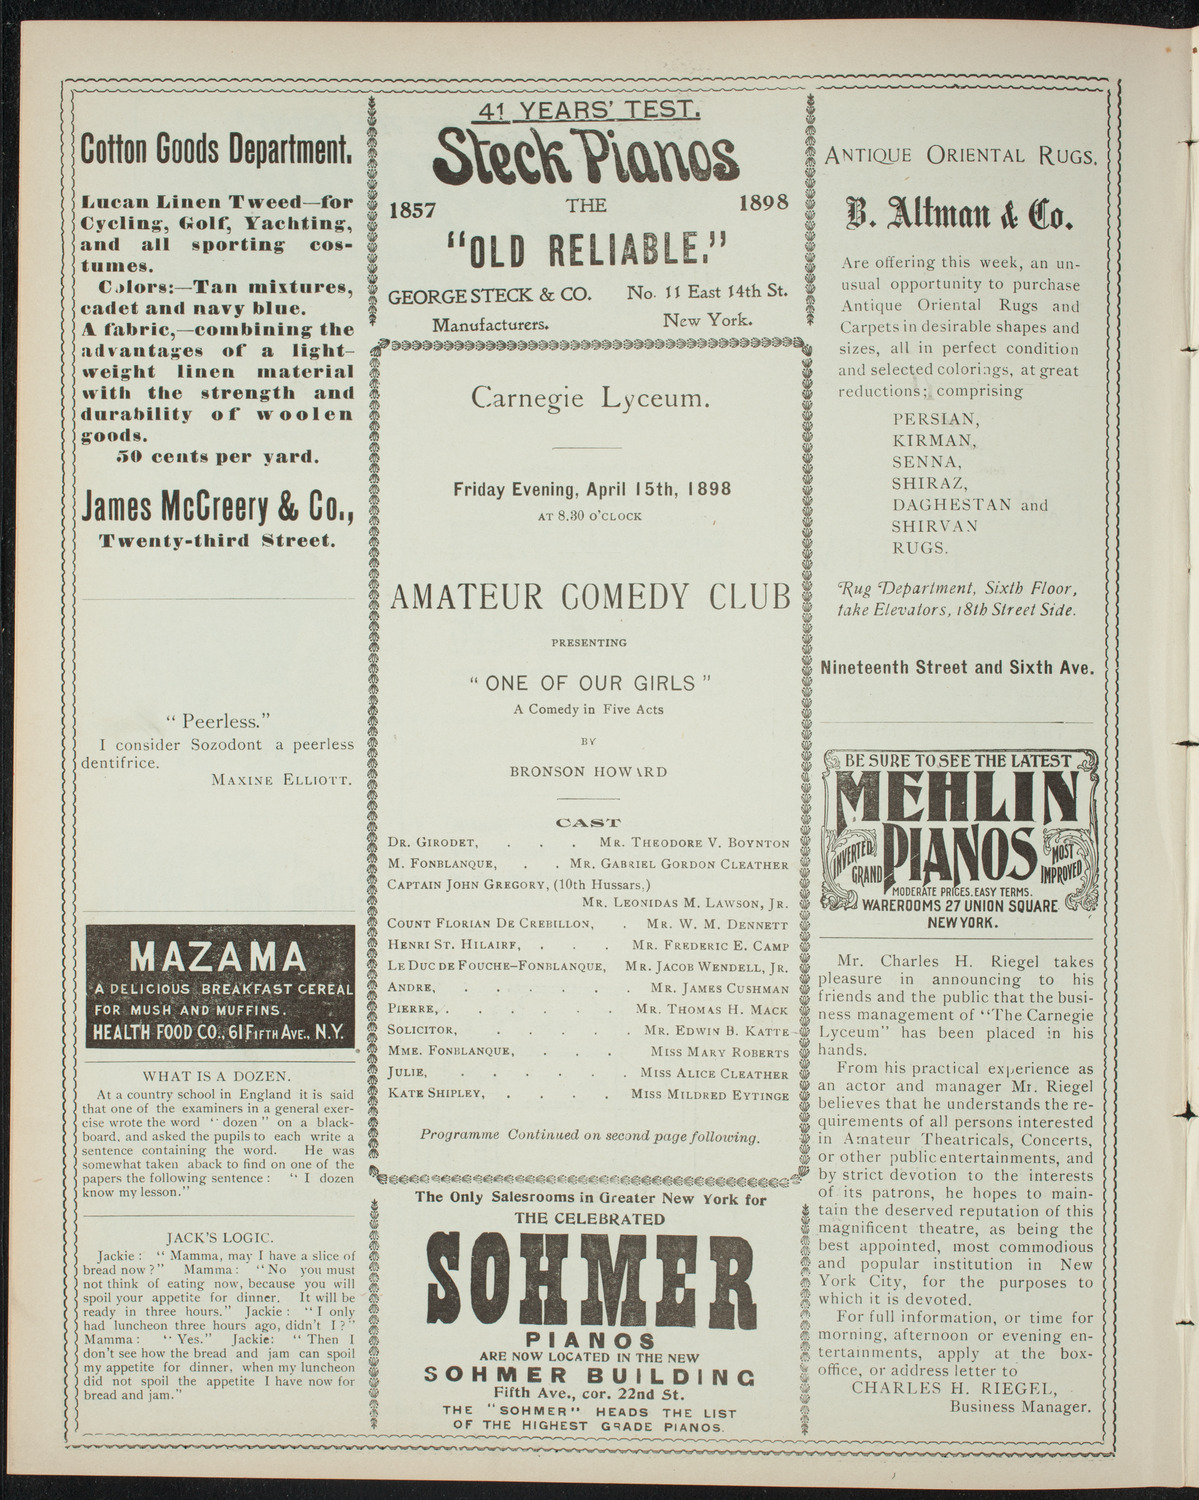 Cotton Goods Department.
Lucan Linen Tweed—for
Cycling, Golf, Yachting,
and all sporting cos-
tumes.
Colors:—Tan mixtures,
cadet and navy blue.
A fabric,—combining the
advantages of a light-
weight linen material
with the strength and
durability of woolen
goods.
50 cents per yard.
James McCreery & Co.,
Twenty-third Street.
“ Peerless.”
I consider Sozodont a peerless
dentifrice.
MAXINE ELLIOTT.
MAZAMA
A DELICIOUS BREAKFAST CEREAL
FOR MUSH AND MUFFINS.
HEALTH FOOD CO., 61 FIFTH AVE., N.Y.
WHAT IS A DOZEN.
At a country school in England it is said
that one of the examiners in a general exer-
cise wrote the word “dozen” on a black-
board, and asked the pupils to each write a
sentence containing the word. He was
somewhat taken aback to find on one of the
papers the following sentence : “ I dozen
know my lesson.”
JACK’S LOGIC.
Jackie : “ Mamma, may I have a slice of
bread now ? ” Mamma : “ No you must
not think of eating now, because you will
spoil your appetite for dinner. It will be
ready in three hours.” Jackie : “ I only
had luncheon three hours ago, didn’t I ? ”
Mamma : “ Yes.” Jackie: “ Then I
don’t see how the bread and jam can spoil
my appetite for dinner, when my luncheon
did not spoil the appetite I have now for
bread and jam.”
41 YEARS’ TEST.
Steck Pianos
1857 THE 1898
“OLD RELIABLE.”
GEORGE STECK & CO. No. 11 East 14th St.
Manufacturers. New York.
Carnegie Lyceum.
Friday Evening, April 15th, 1898
AT 8.30 O’CLOCK
AMATEUR COMEDY CLUB
PRESENTING
“ ONE OF OUR GIRLS ”
A Comedy in Five Acts
BY
BRONSON HOWARD
CAST
DR. GIRODET, . . . MR. THEODORE V. BOYNTON
M. FONBLANQUE, . . MR. GABRIEL GORDON CLEATHER
CAPTAIN JOHN GREGORY, (10th Hussars,)
MR. LEONIDAS M. LAWSON, JR.
COUNT FLORIAN DE CREBILLON, . MR. W. M. DENNETT
HENRI ST. HILAIRE, . . . MR. FREDERIC E. CAMP
LE DUC DE FOUCHE-FONBLANQUE, MR. JACOB WENDELL, JR.
ANDRE, . . . . . . MR. JAMES CUSHMAN
PIERRE, . . . . . . MR. THOMAS H. MACK
SOLICITOR, . . . . . MR. EDWIN B. KATTE
MME. FONBLANQUE, . . . MISS MARY ROBERTS
JULIE, . . . . . . MISS ALICE CLEATHER
KATE SHIPLEY, . . . . MISS MILDRED EYTINGE
Programme Continued on second page following.
The Only Salesrooms in Greater New York for
THE CELEBRATED
SOHMER
PIANOS
ARE NOW LOCATED IN THE NEW
SOHMER BUILDING
Fifth Ave., cor. 22nd St.
THE "SOHMER" HEADS THE LIST
OF THE HIGHEST GRADE PIANOS.
ANTIQUE ORIENTAL RUGS.
B. Altman & Co.
Are offering this week, an un-
usual opportunity to purchase
Antique Oriental Rugs and
Carpets in desirable shapes and
sizes, all in perfect condition
and selected colorings, at great
reductions; comprising
PERSIAN,
KIRMAN,
SENNA,
SHIRAZ,
DAGHESTAN and
SHIRVAN
RUGS.
Rug Department, Sixth Floor,
take Elevators, 18th Street Side.
Nineteenth Street and Sixth Ave.
BE SURE TO SEE THE LATEST
MEHLIN
INVERTED GRAND PIANOS MOST IMPROVED
MODERATE PRICES. EASY TERMS.
WAREROOMS 27 UNION SQUARE
NEW YORK.
Mr. Charles H. Riegel takes
pleasure in announcing to his
friends and the public that the busi-
ness management of “The Carnegie
Lyceum” has been placed in his
hands.
From his practical experience as
an actor and manager Mr. Riegel
believes that he understands the re-
quirements of all persons interested
in Amateur Theatricals, Concerts,
or other public entertainments, and
by strict devotion to the interests
of its patrons, he hopes to main-
tain the deserved reputation of this
magnificent theatre, as being the
best appointed, most commodious
and popular institution in New
York City, for the purposes to
which it is devoted.
For full information, or time for
morning, afternoon or evening en-
tertainments, apply at the box-
office, or address letter to
CHARLES H. RIEGEL,
Business Manager.